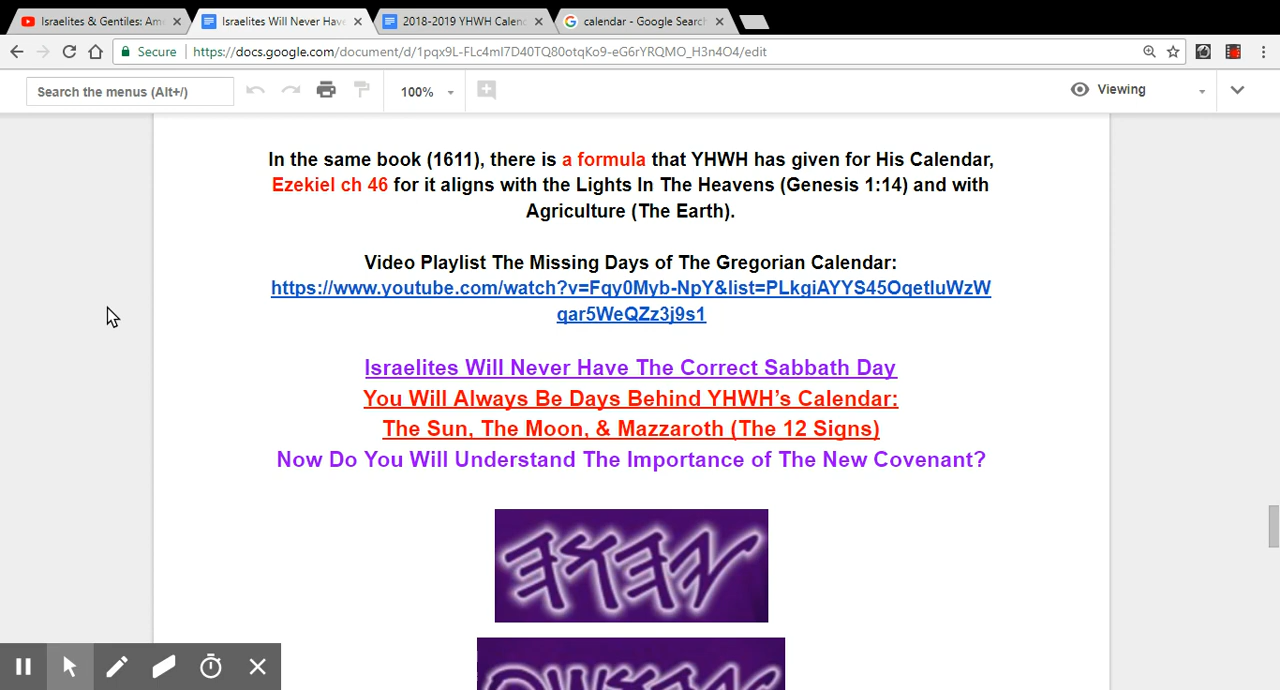 Israelites & Gentiles: Ame
Israelites Will Never Have
2018-2019 YHWH Calend
calendar - Google Search
Secure
https://docs.google.com/document/d/1pqx9L-FLc4mI7D40TQ80otqKo9-eG6rYRQMO_H3n4O4/edit
Search the menus (Alt+/)
100%
Viewing
In the same book (1611), there is a formula that YHWH has given for His Calendar,
Ezekiel ch 46 for it aligns with the Lights In The Heavens (Genesis 1:14) and with
Agriculture (The Earth).
Video Playlist The Missing Days of The Gregorian Calendar:
https://www.youtube.com/watch?v=Fqy0Myb-NpY&list=PLkgiAYYS45OqetluWzW
qar5WeQZz3j9s1
Israelites Will Never Have The Correct Sabbath Day
You Will Always Be Days Behind YHWH’s Calendar:
The Sun, The Moon, & Mazzaroth (The 12 Signs)
Now Do You Will Understand The Importance of The New Covenant?
𐤉𐤄𐤅𐤄